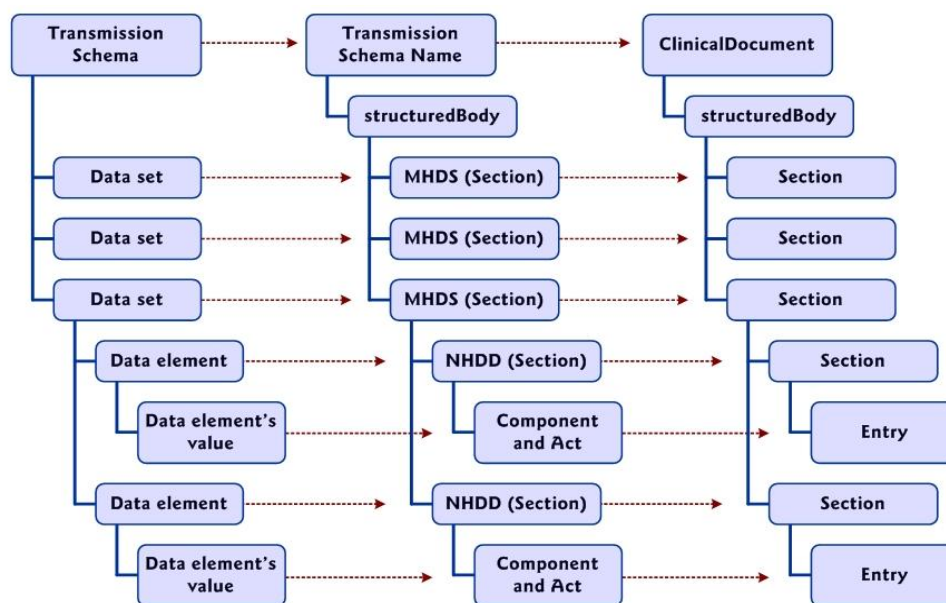 Transmission
Schema
Transmission
Schema Name
ClinicalDocument
structuredBody
structuredBody
Data set
MHDS (Section)
Section
Data set
MHDS (Section)
Section
Data set
MHDS (Section)
Section
Data element
NHDD (Section)
Section
Data element's
value
Component
and Act
Entry
Data element
NHDD (Section)
Section
Data element's
value
Component
and Act
Entry